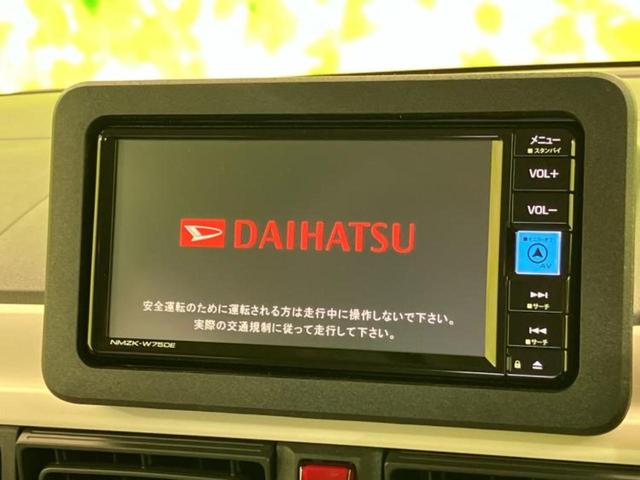 DAIHATSU
安全運転のために運転される方は走行中に操作しないで下さい。
実際の交通規制に従って走行して下さい。
NMZK-W75DE
メニュー
■スタンバイ
VOL+
VOL−
AV
▶▶|
■サーチ
|◀◀
■サーチ